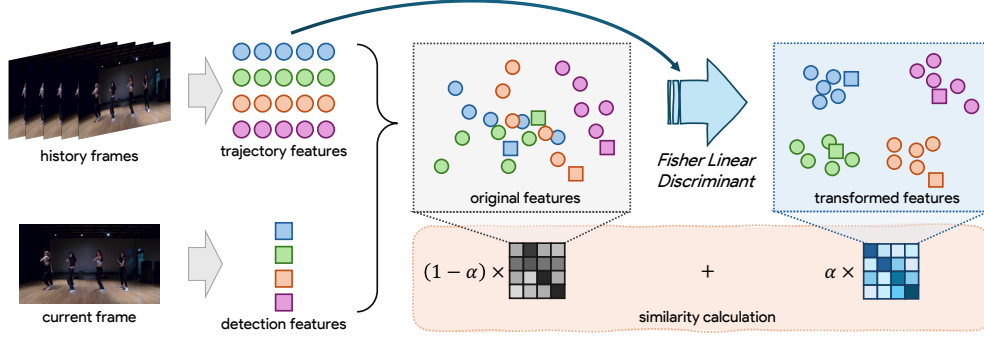 history frames
trajectory features
current frame
detection features
original features
Fisher Linear
Discriminant
transformed features
(1 − α) ×
+
α ×
similarity calculation